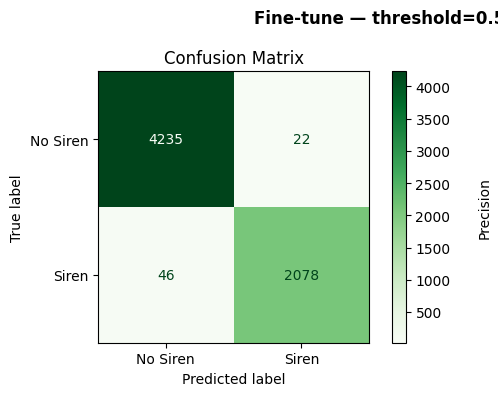 Fine-tune — threshold=0.5
Confusion Matrix
No Siren 4235 22
Siren 46 2078
No Siren Siren
Predicted label
True label
4000
3500
3000
2500
2000
1500
1000
500
Precision